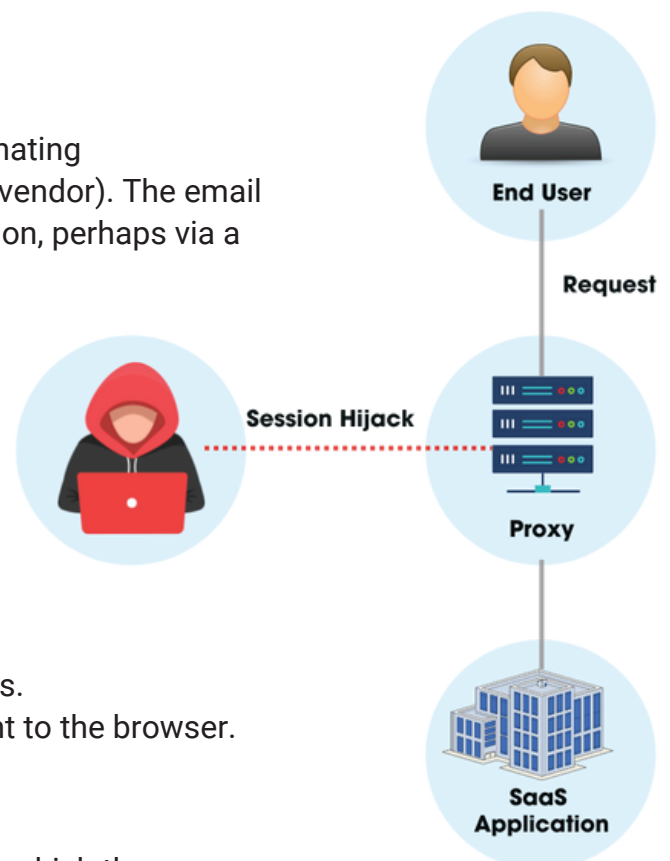 End User
nating
vendor). The email
on, perhaps via a
Request
Session Hijack
Proxy
s.
nt to the browser.
SaaS
Application